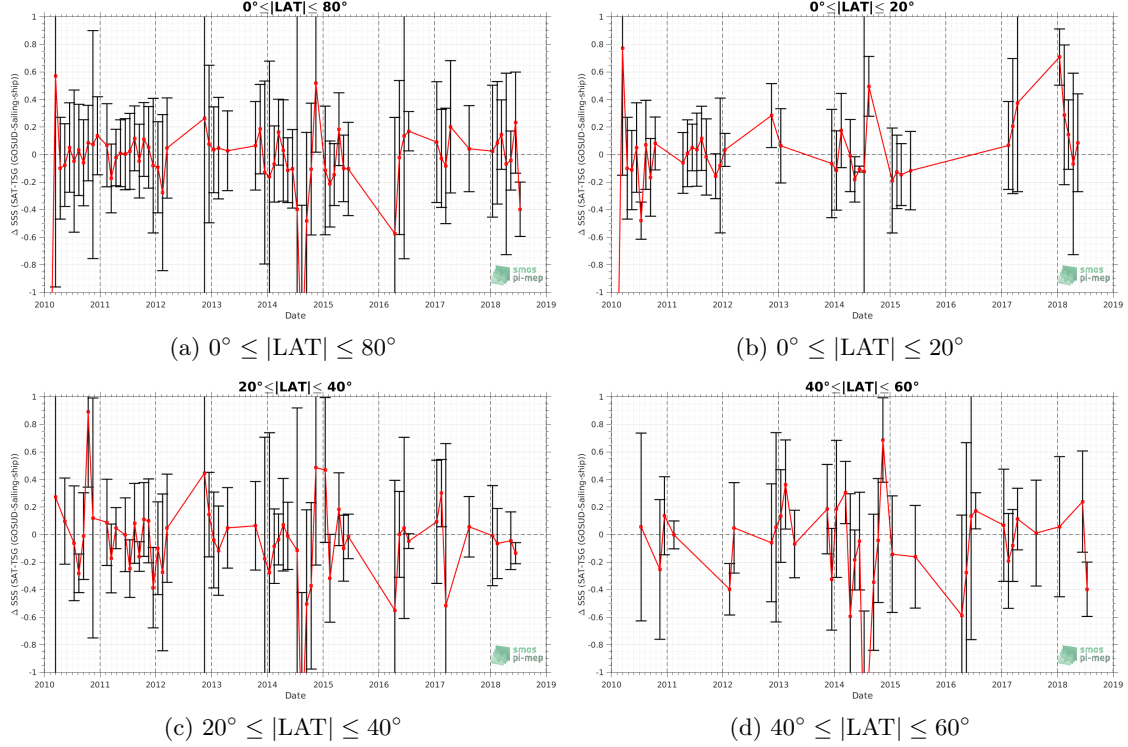 0°≤|LAT|≤ 80°
Δ SSS (SAT-TSG (GOSUD-Sailing-ship))
1
0.8
0.6
0.4
0.2
0
-0.2
-0.4
-0.6
-0.8
-1
2010 2011 2012 2013 2014 2015 2016 2017 2018 2019
Date
smos
pi-mep
(a) 0° ≤ |LAT| ≤ 80°
0°≤|LAT|≤ 20°
Δ SSS (SAT-TSG (GOSUD-Sailing-ship))
1
0.8
0.6
0.4
0.2
0
-0.2
-0.4
-0.6
-0.8
-1
2010 2011 2012 2013 2014 2015 2016 2017 2018 2019
Date
smos
pi-mep
(b) 0° ≤ |LAT| ≤ 20°
20°≤|LAT|≤ 40°
Δ SSS (SAT-TSG (GOSUD-Sailing-ship))
1
0.8
0.6
0.4
0.2
0
-0.2
-0.4
-0.6
-0.8
-1
2010 2011 2012 2013 2014 2015 2016 2017 2018 2019
Date
smos
pi-mep
(c) 20° ≤ |LAT| ≤ 40°
40°≤|LAT|≤ 60°
Δ SSS (SAT-TSG (GOSUD-Sailing-ship))
1
0.8
0.6
0.4
0.2
0
-0.2
-0.4
-0.6
-0.8
-1
2010 2011 2012 2013 2014 2015 2016 2017 2018 2019
Date
smos
pi-mep
(d) 40° ≤ |LAT| ≤ 60°